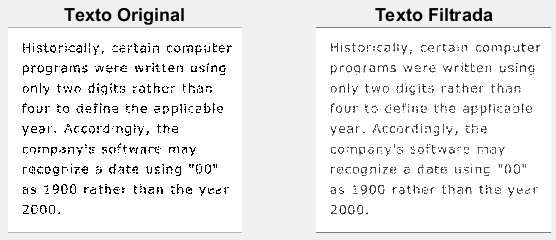 Texto Original
Historically, certain computer
programs were written using
only two digits rather than
four to define the applicable
year. Accordingly, the
company's software may
recognize a date using "00"
as 1900 rather than the year
2000.
Texto Filtrada
Historically, certain computer
programs were written using
only two digits rather than
four to define the applicable
year. Accordingly, the
company's software may
recognize a date using "00"
as 1900 rather than the year
2000.